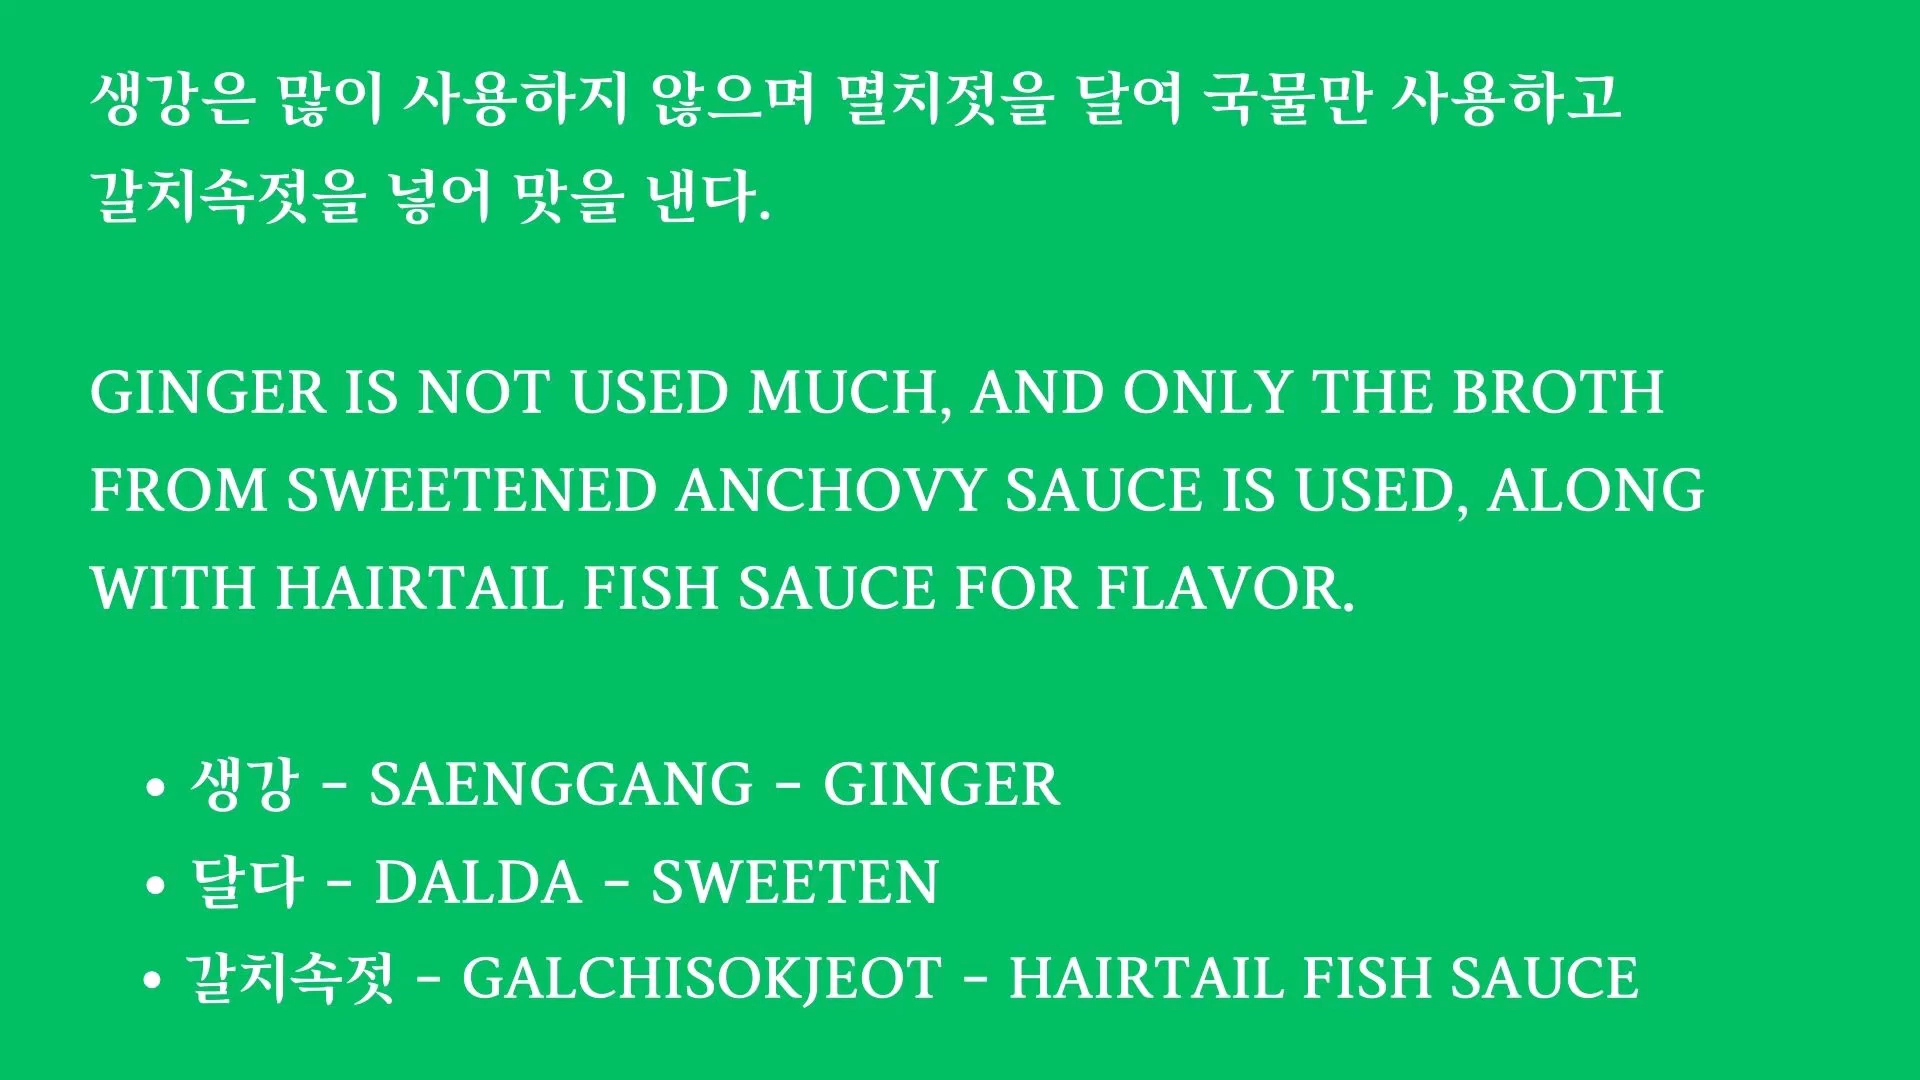 생강은 많이 사용하지 않으며 멸치젓을 달여 국물만 사용하고
갈치속젓을 넣어 맛을 낸다.
GINGER IS NOT USED MUCH, AND ONLY THE BROTH
FROM SWEETENED ANCHOVY SAUCE IS USED, ALONG
WITH HAIRTAIL FISH SAUCE FOR FLAVOR.
• 생강 - SAENGGANG - GINGER
• 달다 - DALDA - SWEETEN
• 갈치속젓 - GALCHISOKJEOT - HAIRTAIL FISH SAUCE